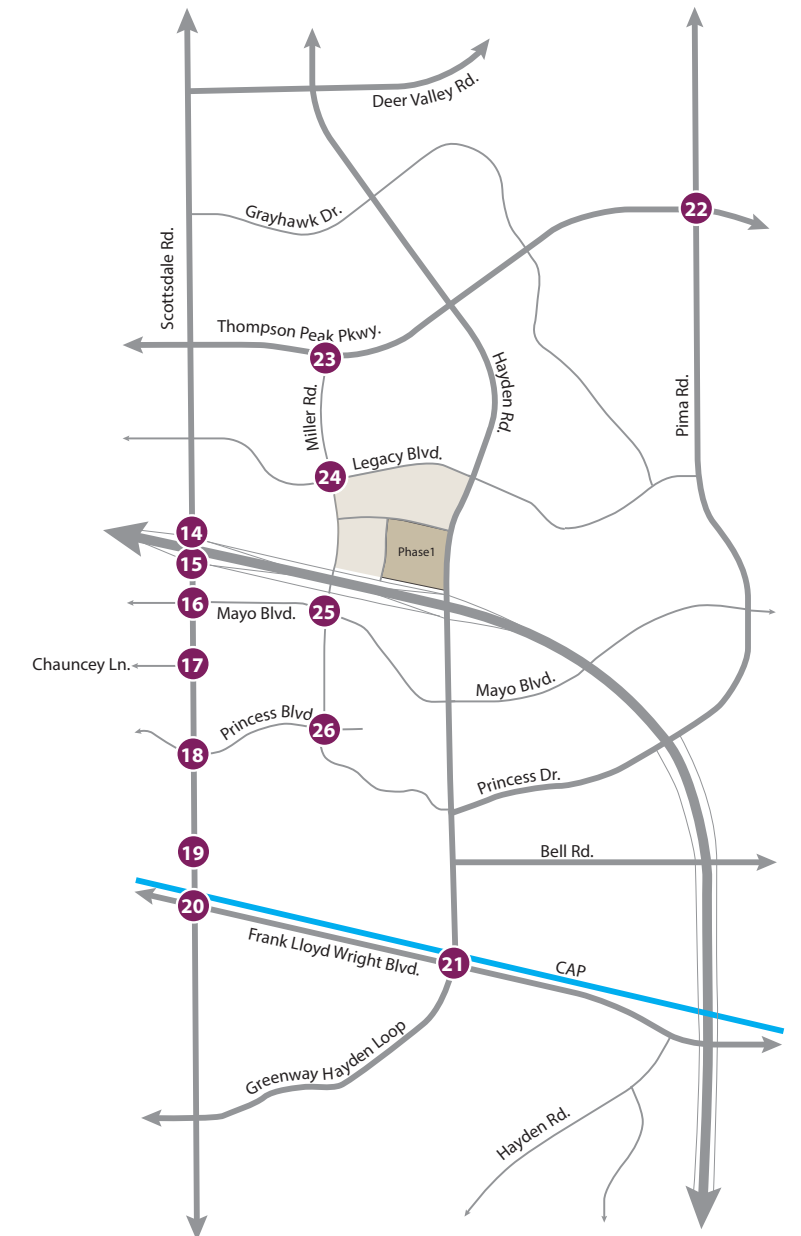 Deer Valley Rd.
Grayhawk Dr.
22
Scottsdale Rd.
Thompson Peak Pkwy.
23
Hayden Rd.
Miller Rd.
Pima Rd.
Legacy Blvd.
24
14
Phase1
15
16
Mayo Blvd.
25
Chauncey Ln.
17
Mayo Blvd.
Princess Blvd
26
18
Princess Dr.
19
Bell Rd.
20
Frank Lloyd Wright Blvd.
21
CAP
Greenway Hayden Loop
Hayden Rd.